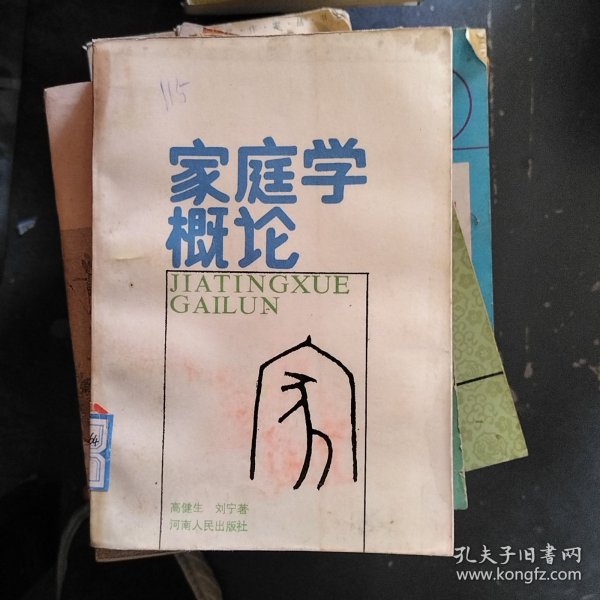 115
家庭学
概论
JIATINGXUE
GAILUN
高健生 刘宁著
河南人民出版社
孔夫子旧书网
www.kongfz.com